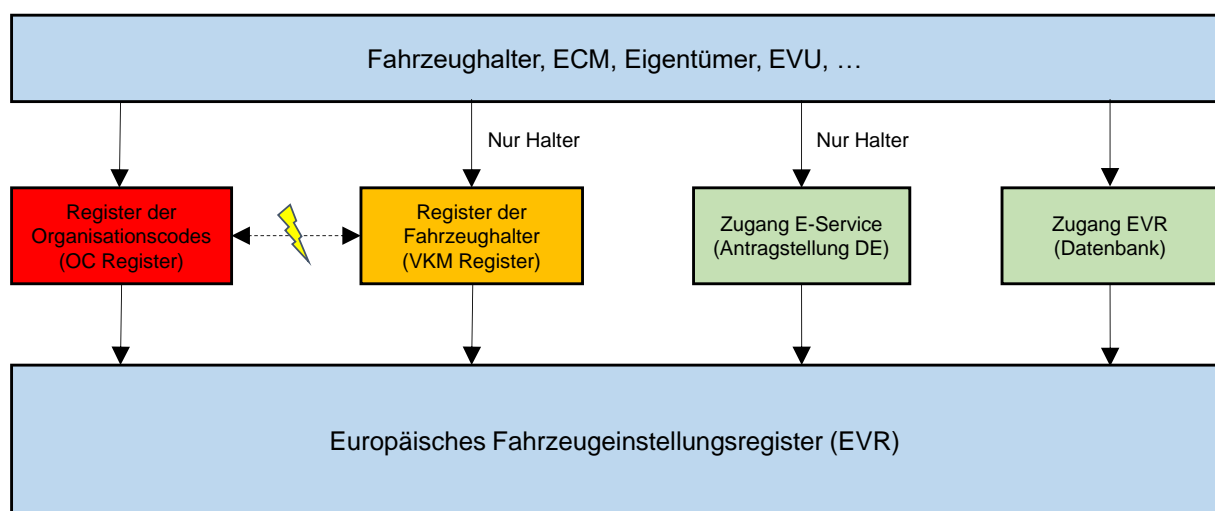 Fahrzeughalter, ECM, Eigentümer, EVU, …
Nur Halter
Nur Halter
Register der
Organisationscodes
(OC Register)
Register der
Fahrzeughalter
(VKM Register)
Zugang E-Service
(Antragstellung DE)
Zugang EVR
(Datenbank)
Europäisches Fahrzeugeinstellungsregister (EVR)